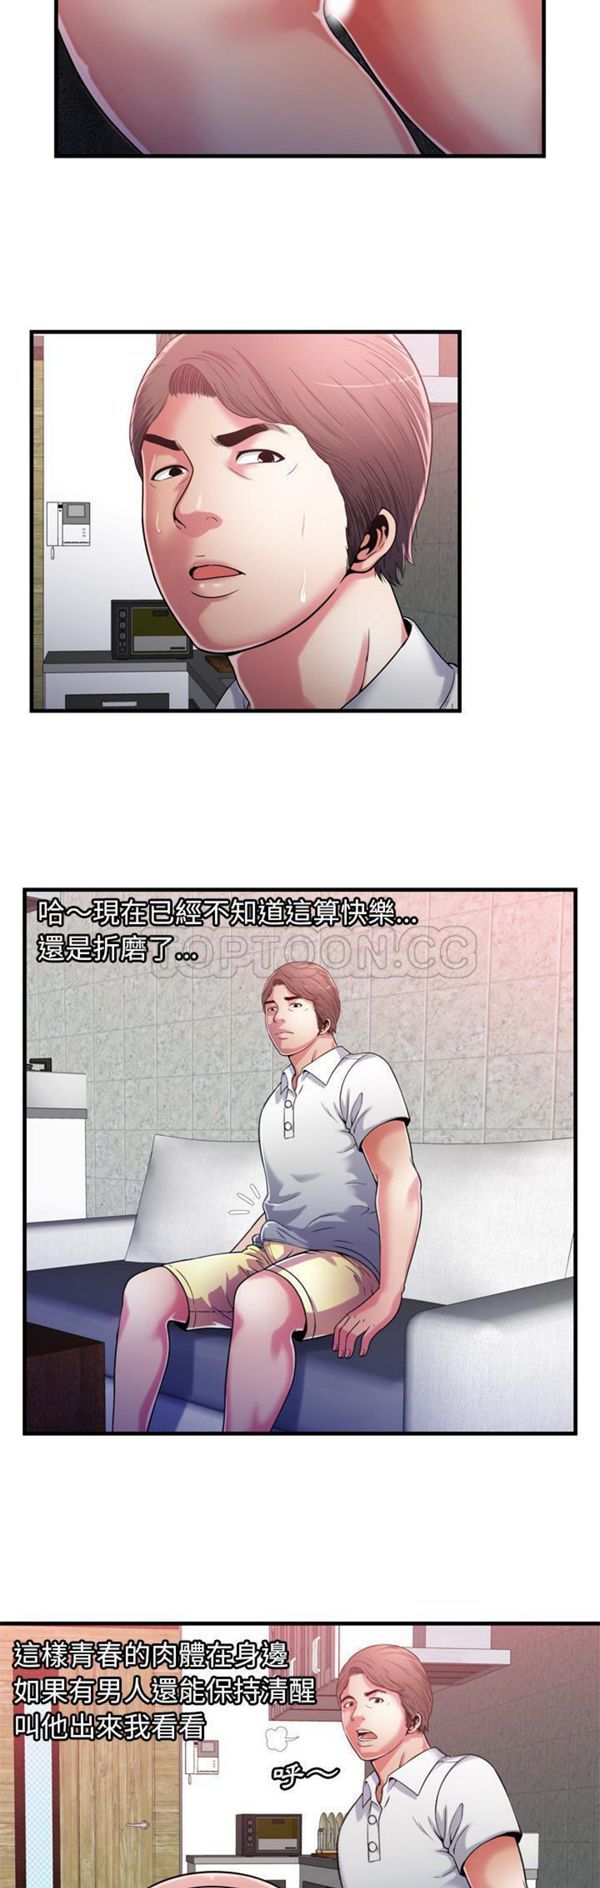 哈～現在已經不知道這算快樂...
還是折磨了...
TOPTOON.CC
這樣青春的肉體在身邊
如果有男人還能保持清醒
叫他出來我看看
呼～